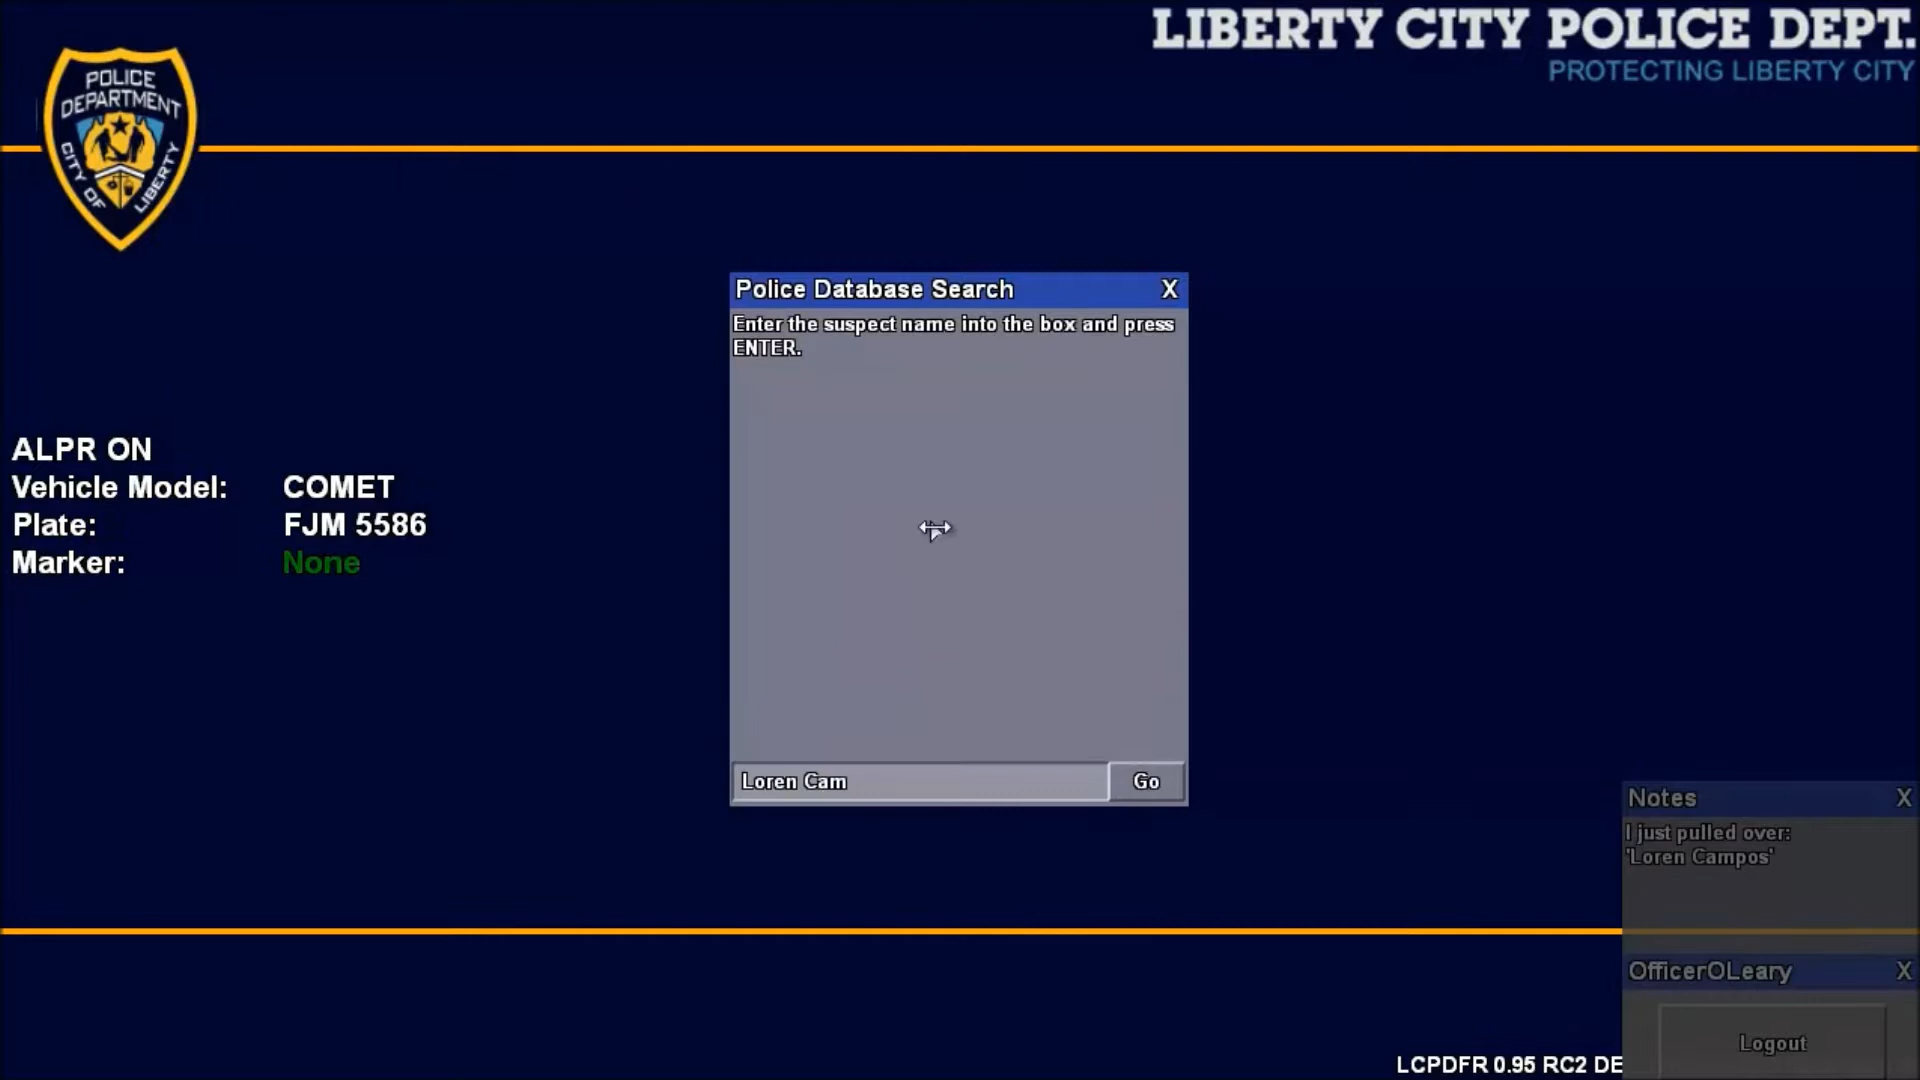 LIBERTY CITY POLICE DEPT.
PROTECTING LIBERTY CITY
POLICE
DEPARTMENT
CITY OF
LIBERTY
Police Database Search X
Enter the suspect name into the box and press
ENTER.
ALPR ON
Vehicle Model: COMET
Plate: FJM 5586
Marker: None
Loren Cam Go
Notes X
I just pulled over:
'Loren Campos'
OfficerOLeary X
Logout
LCPDFR 0.95 RC2 DE